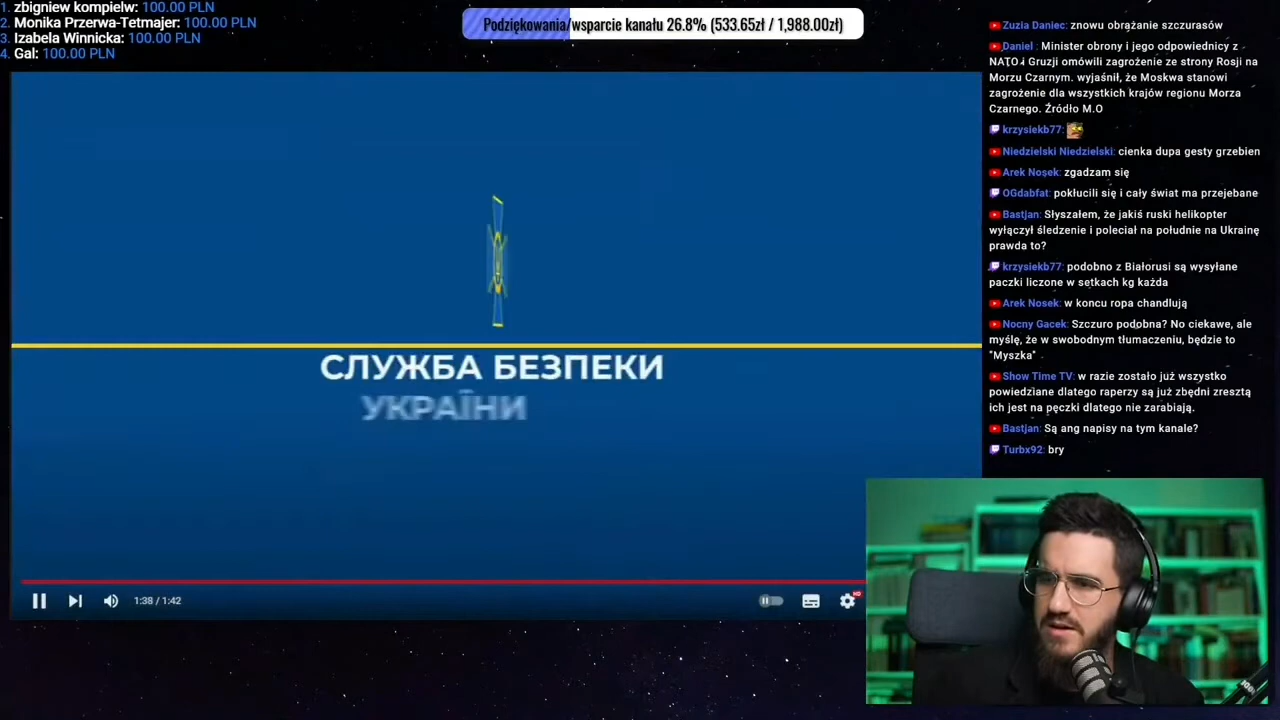 1. zbigniew kompielw: 100.00 PLN
2. Monika Przerwa-Tetmajer: 100.00 PLN
3. Izabela Winnicka: 100.00 PLN
4. Gal: 100.00 PLN
Podziękowania/wsparcie kanału 26.8% (533.65zł / 1,988.00zł)
СЛУЖБА БЕЗПЕКИ
УКРАЇНИ
1:38 / 1:42
HD
Zuzia Daniec: znowu obrażanie szczurasów
Daniel : Minister obrony i jego odpowiednicy z
NATO i Gruzji omówili zagrożenie ze strony Rosji na
Morzu Czarnym. wyjaśnił, że Moskwa stanowi
zagrożenie dla wszystkich krajów regionu Morza
Czarnego. Źródło M.O
krzysiekb77:
Niedzielski Niedzielski: cienka dupa gesty grzebien
Arek Nosek: zgadzam się
OGdabfat: pokłucili się i cały świat ma przejebane
Bastjan: Słyszałem, że jakiś ruski helikopter
wyłączył śledzenie i poleciał na południe na Ukrainę
prawda to?
krzysiekb77: podobno z Białorusi są wysyłane
paczki liczone w setkach kg każda
Arek Nosek: w koncu ropa chandlują
Nocny Gacek: Szczuro podobna? No ciekawe, ale
myślę, że w swobodnym tłumaczeniu, będzie to
"Myszka"
Show Time TV: w razie zostało już wszystko
powiedziane dlatego raperzy są już zbędni zresztą
ich jest na pęczki dlatego nie zarabiają.
Bastjan: Są ang napisy na tym kanale?
Turbx92: bry